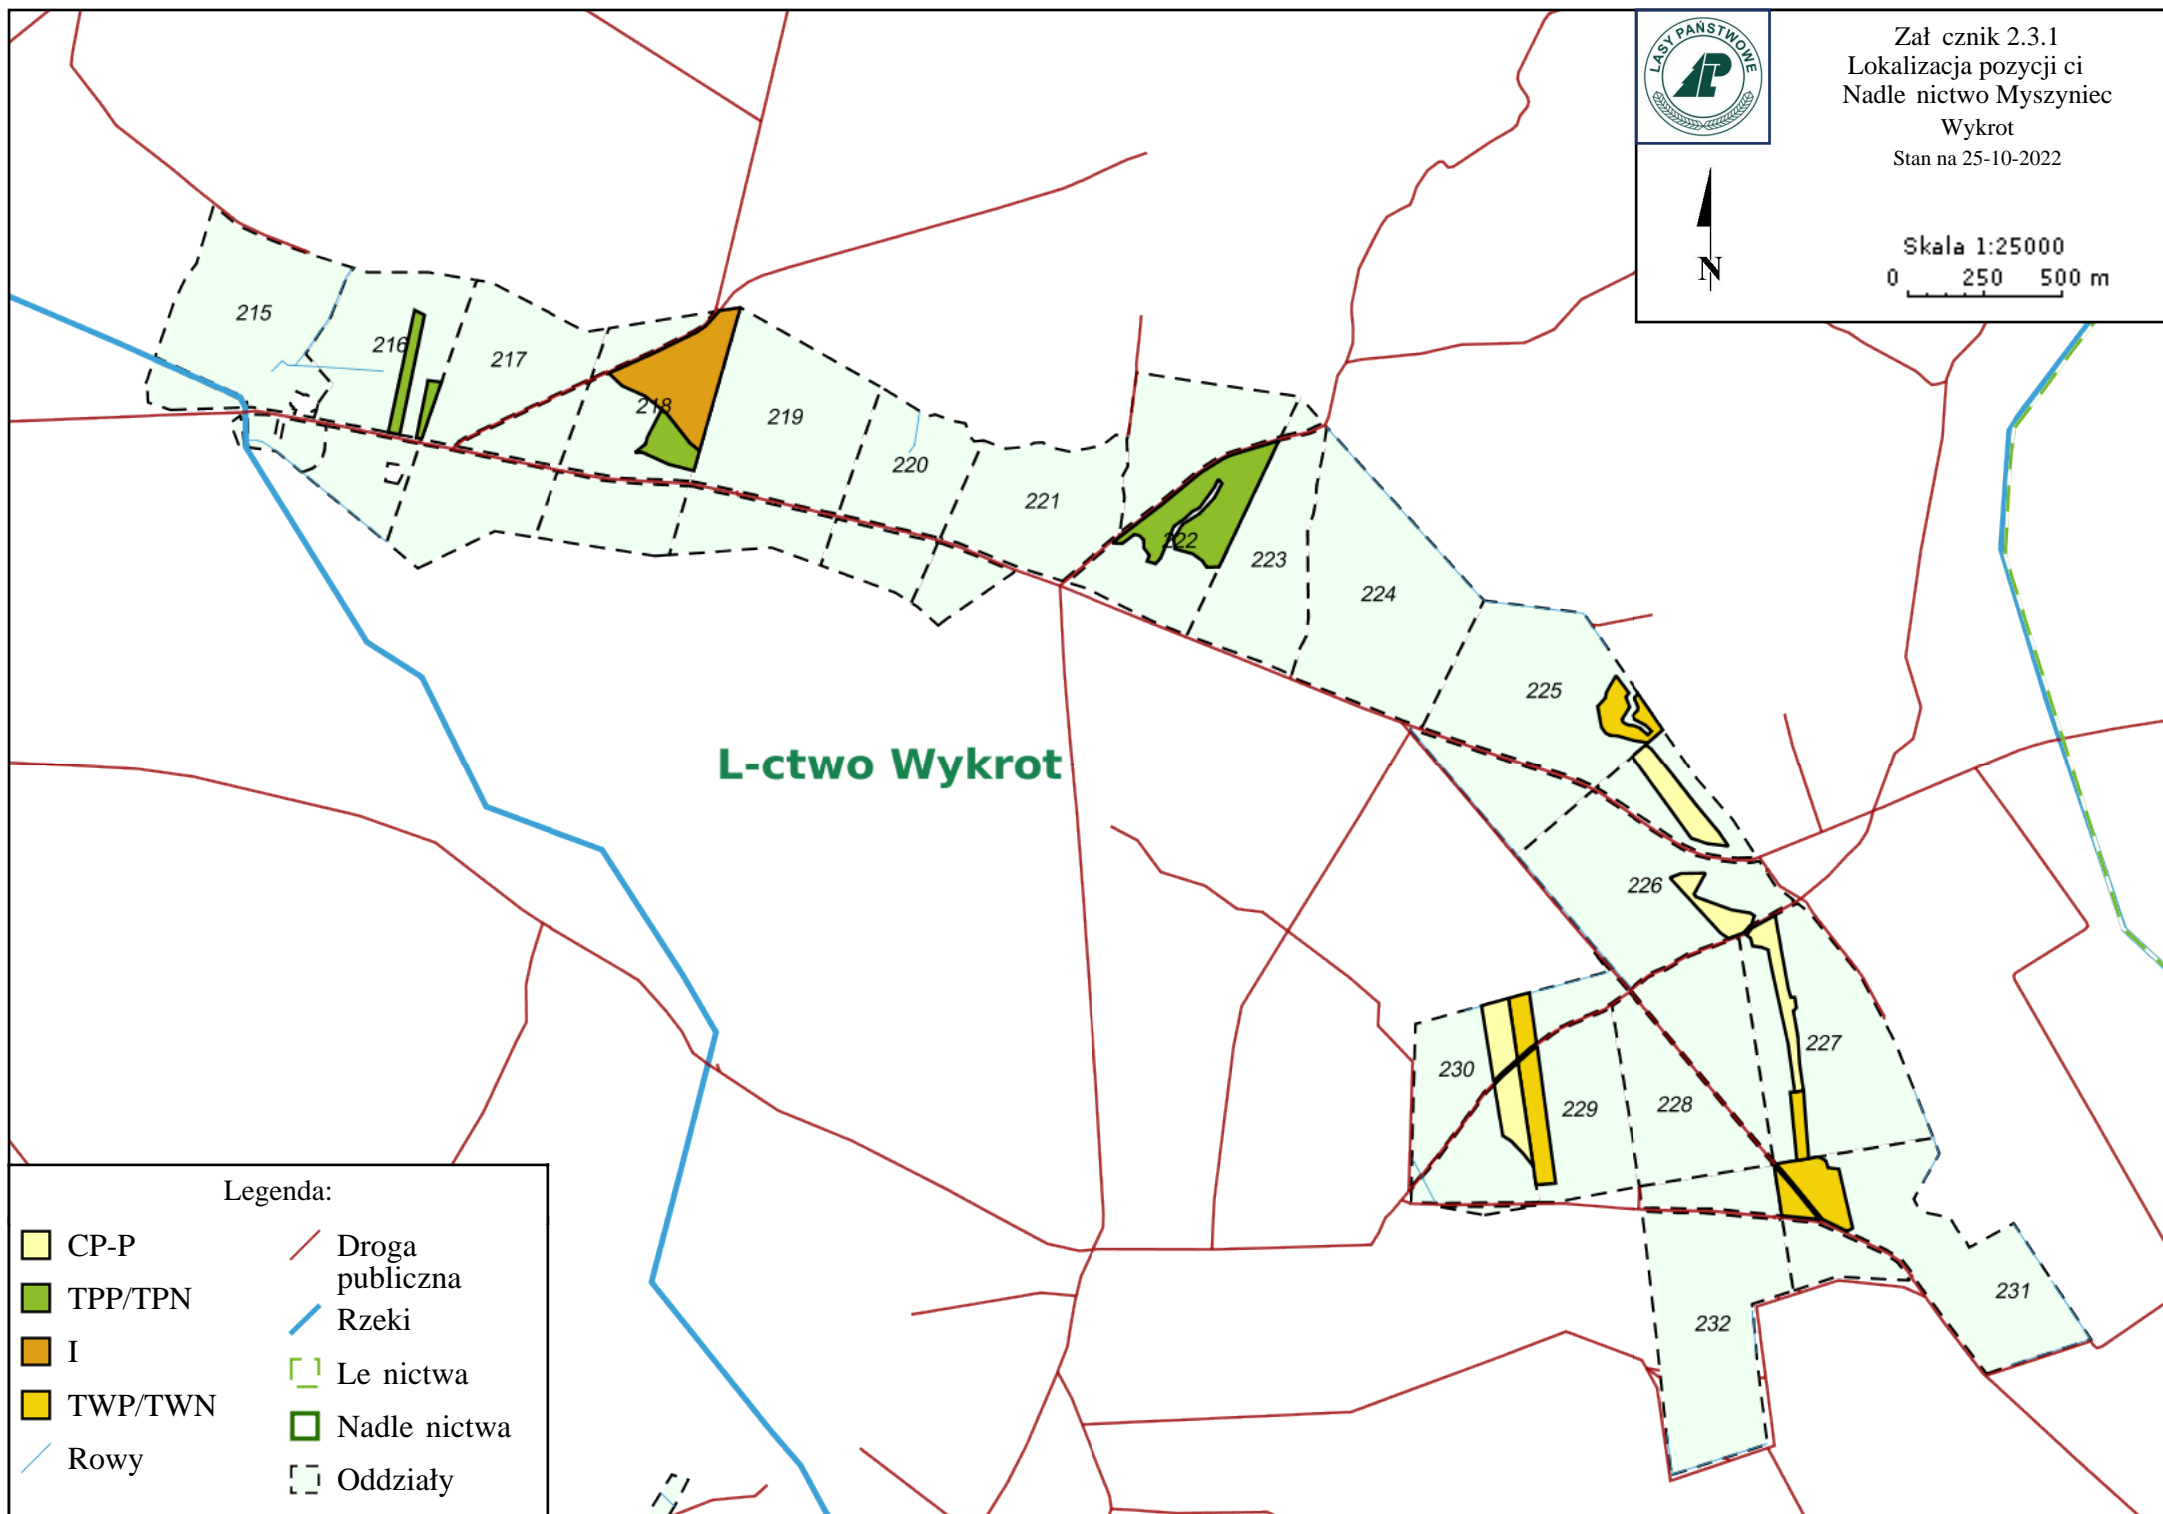 LASY PAŃSTWOWE
Zał cznik 2.3.1
Lokalizacja pozycji ci
Nadle nictwo Myszyniec
Wykrot
Stan na 25-10-2022
N
Skala 1:25000
0 250 500 m
215
216
217
218
219
220
221
222
223
224
225
L-ctwo Wykrot
226
227
230
229
228
231
232
Legenda:
CP-P
TPP/TPN
I
TWP/TWN
Rowy
Droga
publiczna
Rzeki
Le nictwa
Nadle nictwa
Oddziały